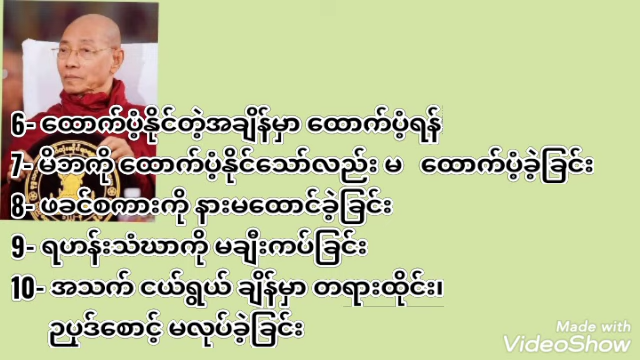 6- ထောက်ပံ့နိုင်တဲ့အချိန်မှာ ထောက်ပံ့ရန်
7- မိဘကို ထောက်ပံ့နိုင်သော်လည်း မ ထောက်ပံ့ခဲ့ခြင်း
8- ဖခင်စကားကို နားမထောင်ခဲ့ခြင်း
9- ရဟန်းသံဃာကို မချီးကပ်ခြင်း
10- အသက် ငယ်ရွယ် ချိန်မှာ တရားထိုင်း၊
ဥပုဒ်စောင့် မလုပ်ခဲ့ခြင်း
Made with
VideoShow